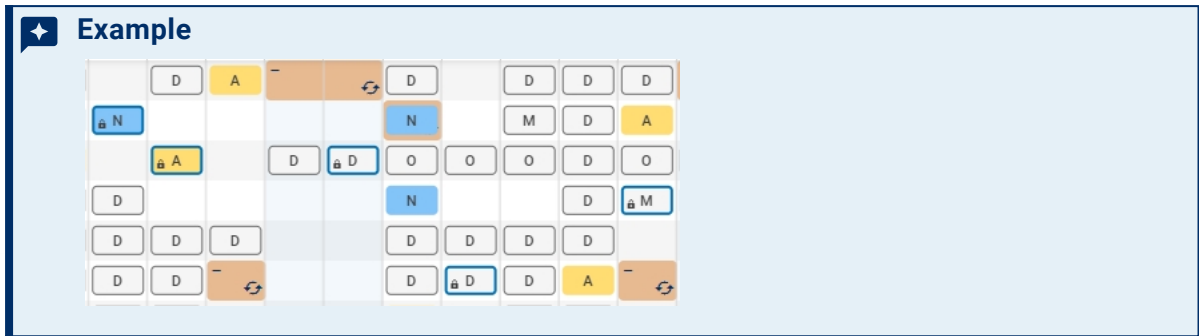 Example
D A – D D D D
N N M D A
A D D O O O D O
D N D M
D D D D D D D
D D – D D D A –